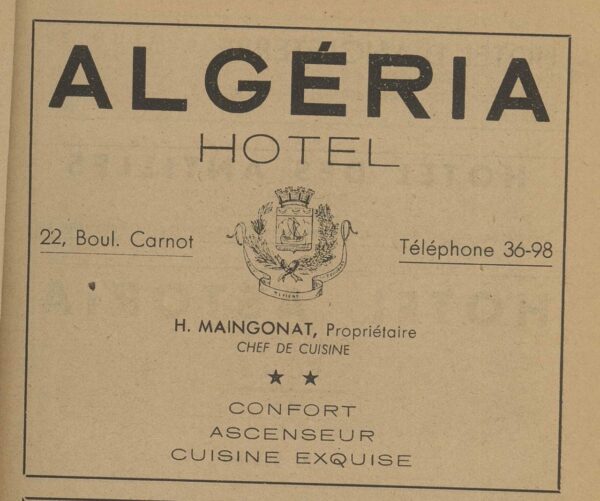 ALGÉRIA
HOTEL
22, Boul. Carnot
Téléphone 36-98
H. MAINGONAT, Propriétaire
CHEF DE CUISINE
★ ★
CONFORT
ASCENSEUR
CUISINE EXQUISE